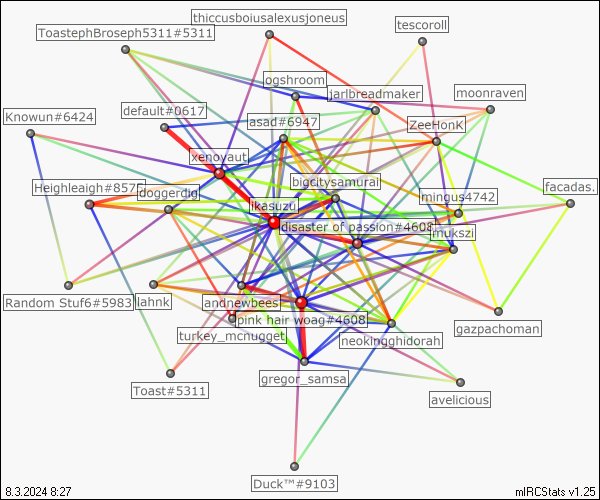 thiccusboiusalexusjoneus
tescoroll
ToastephBroseph5311#5311
ogshroom
jarlbreadmaker
moonraven
default#0617
Knowun#6424
asad#6947
ZeeHonK
xenovaut
bigcitysamurai
Heighleigh#857
doggerdig
mingus4742
facadas.
ikasuzu
disaster of passion#4608
mukszi
Random Stuf6#5983
lahnk
andnewbees
pink hair woag#4608
gazpachoman
turkey_mcnugget
neokingghidorah
gregor_samsa
Toast#5311
avelicious
Duck™#9103
8.3.2024 8:27
mIRCStats v1.25